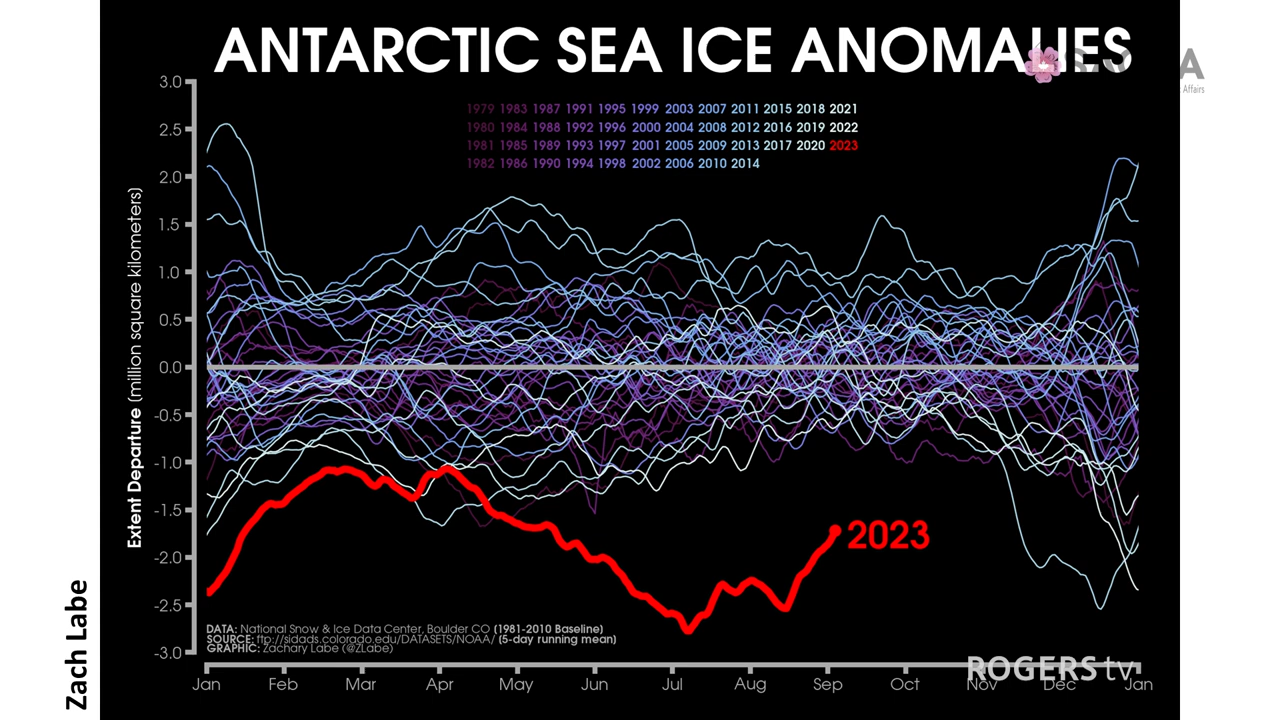 ANTARCTIC SEA ICE ANOMALIES
A
Affairs
3.0
2.5
2.0
1.5
1.0
0.5
0.0
-0.5
-1.0
-1.5
-2.0
-2.5
-3.0
Extent Departure (million square kilometers)
1979 1983 1987 1991 1995 1999 2003 2007 2011 2015 2018 2021
1980 1984 1988 1992 1996 2000 2004 2008 2012 2016 2019 2022
1981 1985 1989 1993 1997 2001 2005 2009 2013 2017 2020 2023
1982 1986 1990 1994 1998 2002 2006 2010 2014
2023
DATA: National Snow & Ice Data Center, Boulder CO (1981-2010 Baseline)
SOURCE: ftp://sidads.colorado.edu/DATASETS/NOAA/ (5-day running mean)
GRAPHIC: Zachary Labe (@ZLabe)
Jan Feb Mar Apr May Jun Jul Aug Sep Oct Nov Dec Jan
ROGERS tv
Zach Labe